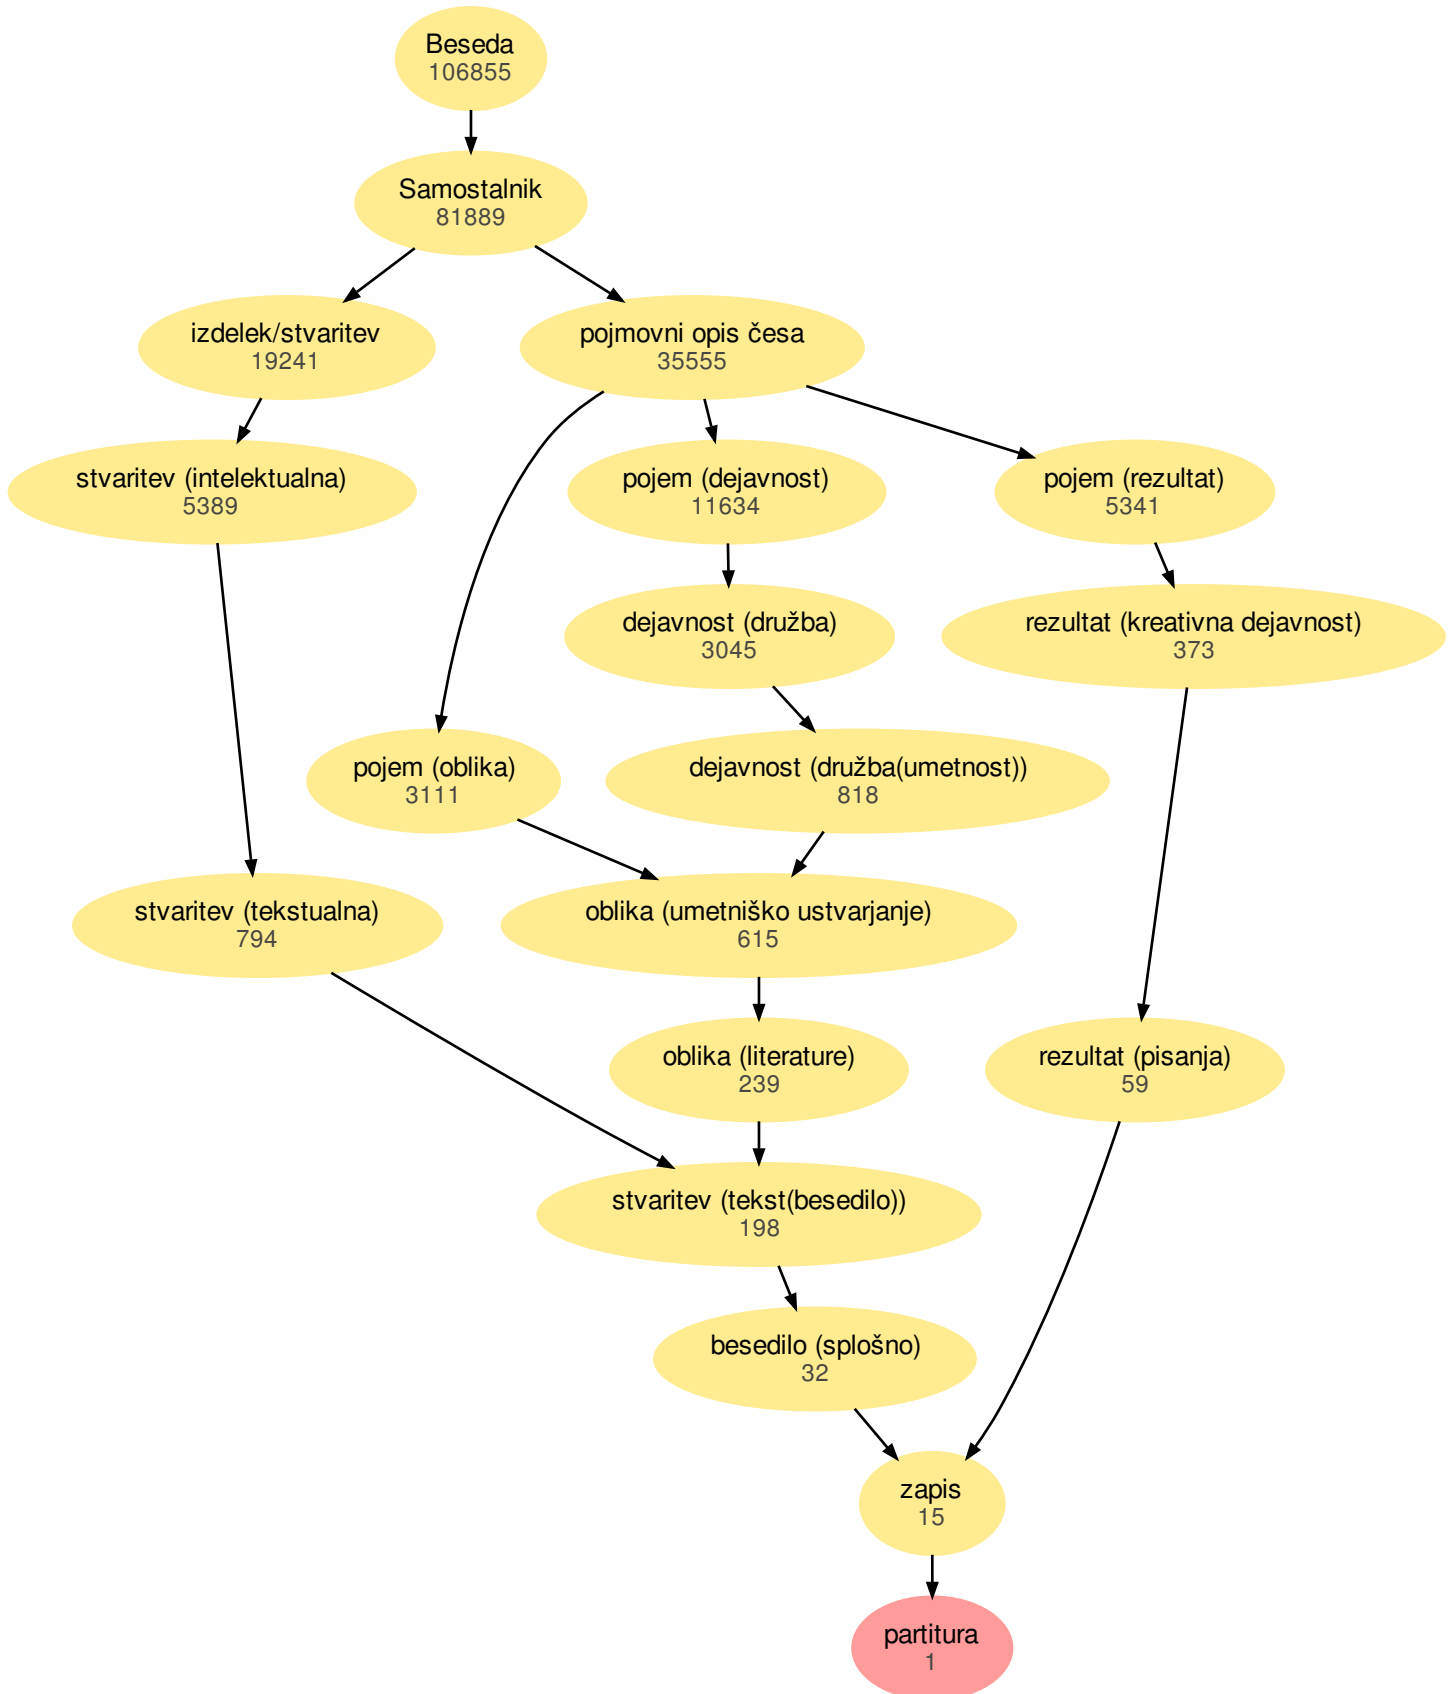 Beseda
106855
Samostalnik
81889
izdelek/stvaritev
19241
pojmovni opis česa
35555
stvaritev (intelektualna)
5389
pojem (dejavnost)
11634
pojem (rezultat)
5341
dejavnost (družba)
3045
rezultat (kreativna dejavnost)
373
pojem (oblika)
3111
dejavnost (družba(umetnost))
818
stvaritev (tekstualna)
794
oblika (umetniško ustvarjanje)
615
oblika (literature)
239
rezultat (pisanja)
59
stvaritev (tekst(besedilo))
198
besedilo (splošno)
32
zapis
15
partitura
1